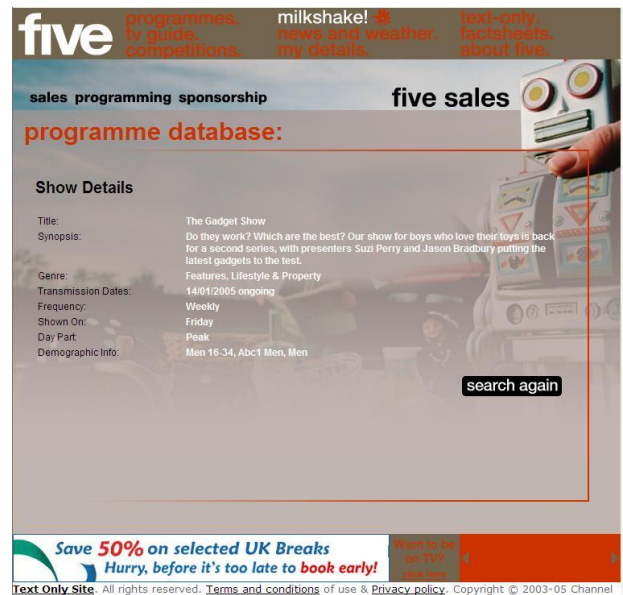 five
programmes.
tv guide.
competitions.
milkshake!
news and weather.
my details.
text-only.
factsheets.
about five.
sales programming sponsorship
five sales
programme database:
Show Details
Title: The Gadget Show
Synopsis: Do they work? Which are the best? Our show for boys who love their toys is back
for a second series, with presenters Suzi Perry and Jason Bradbury putting the
latest gadgets to the test.
Genre: Features, Lifestyle & Property
Transmission Dates: 14/01/2005 ongoing
Frequency: Weekly
Shown On: Friday
Day Part: Peak
Demographic Info: Men 16-34, Abc1 Men, Men
search again
Save 50% on selected UK Breaks
Hurry, before it's too late to book early!
Want to be
on TV?
click here
Text Only Site. All rights reserved. Terms and conditions of use & Privacy policy. Copyright © 2003-05 Channel